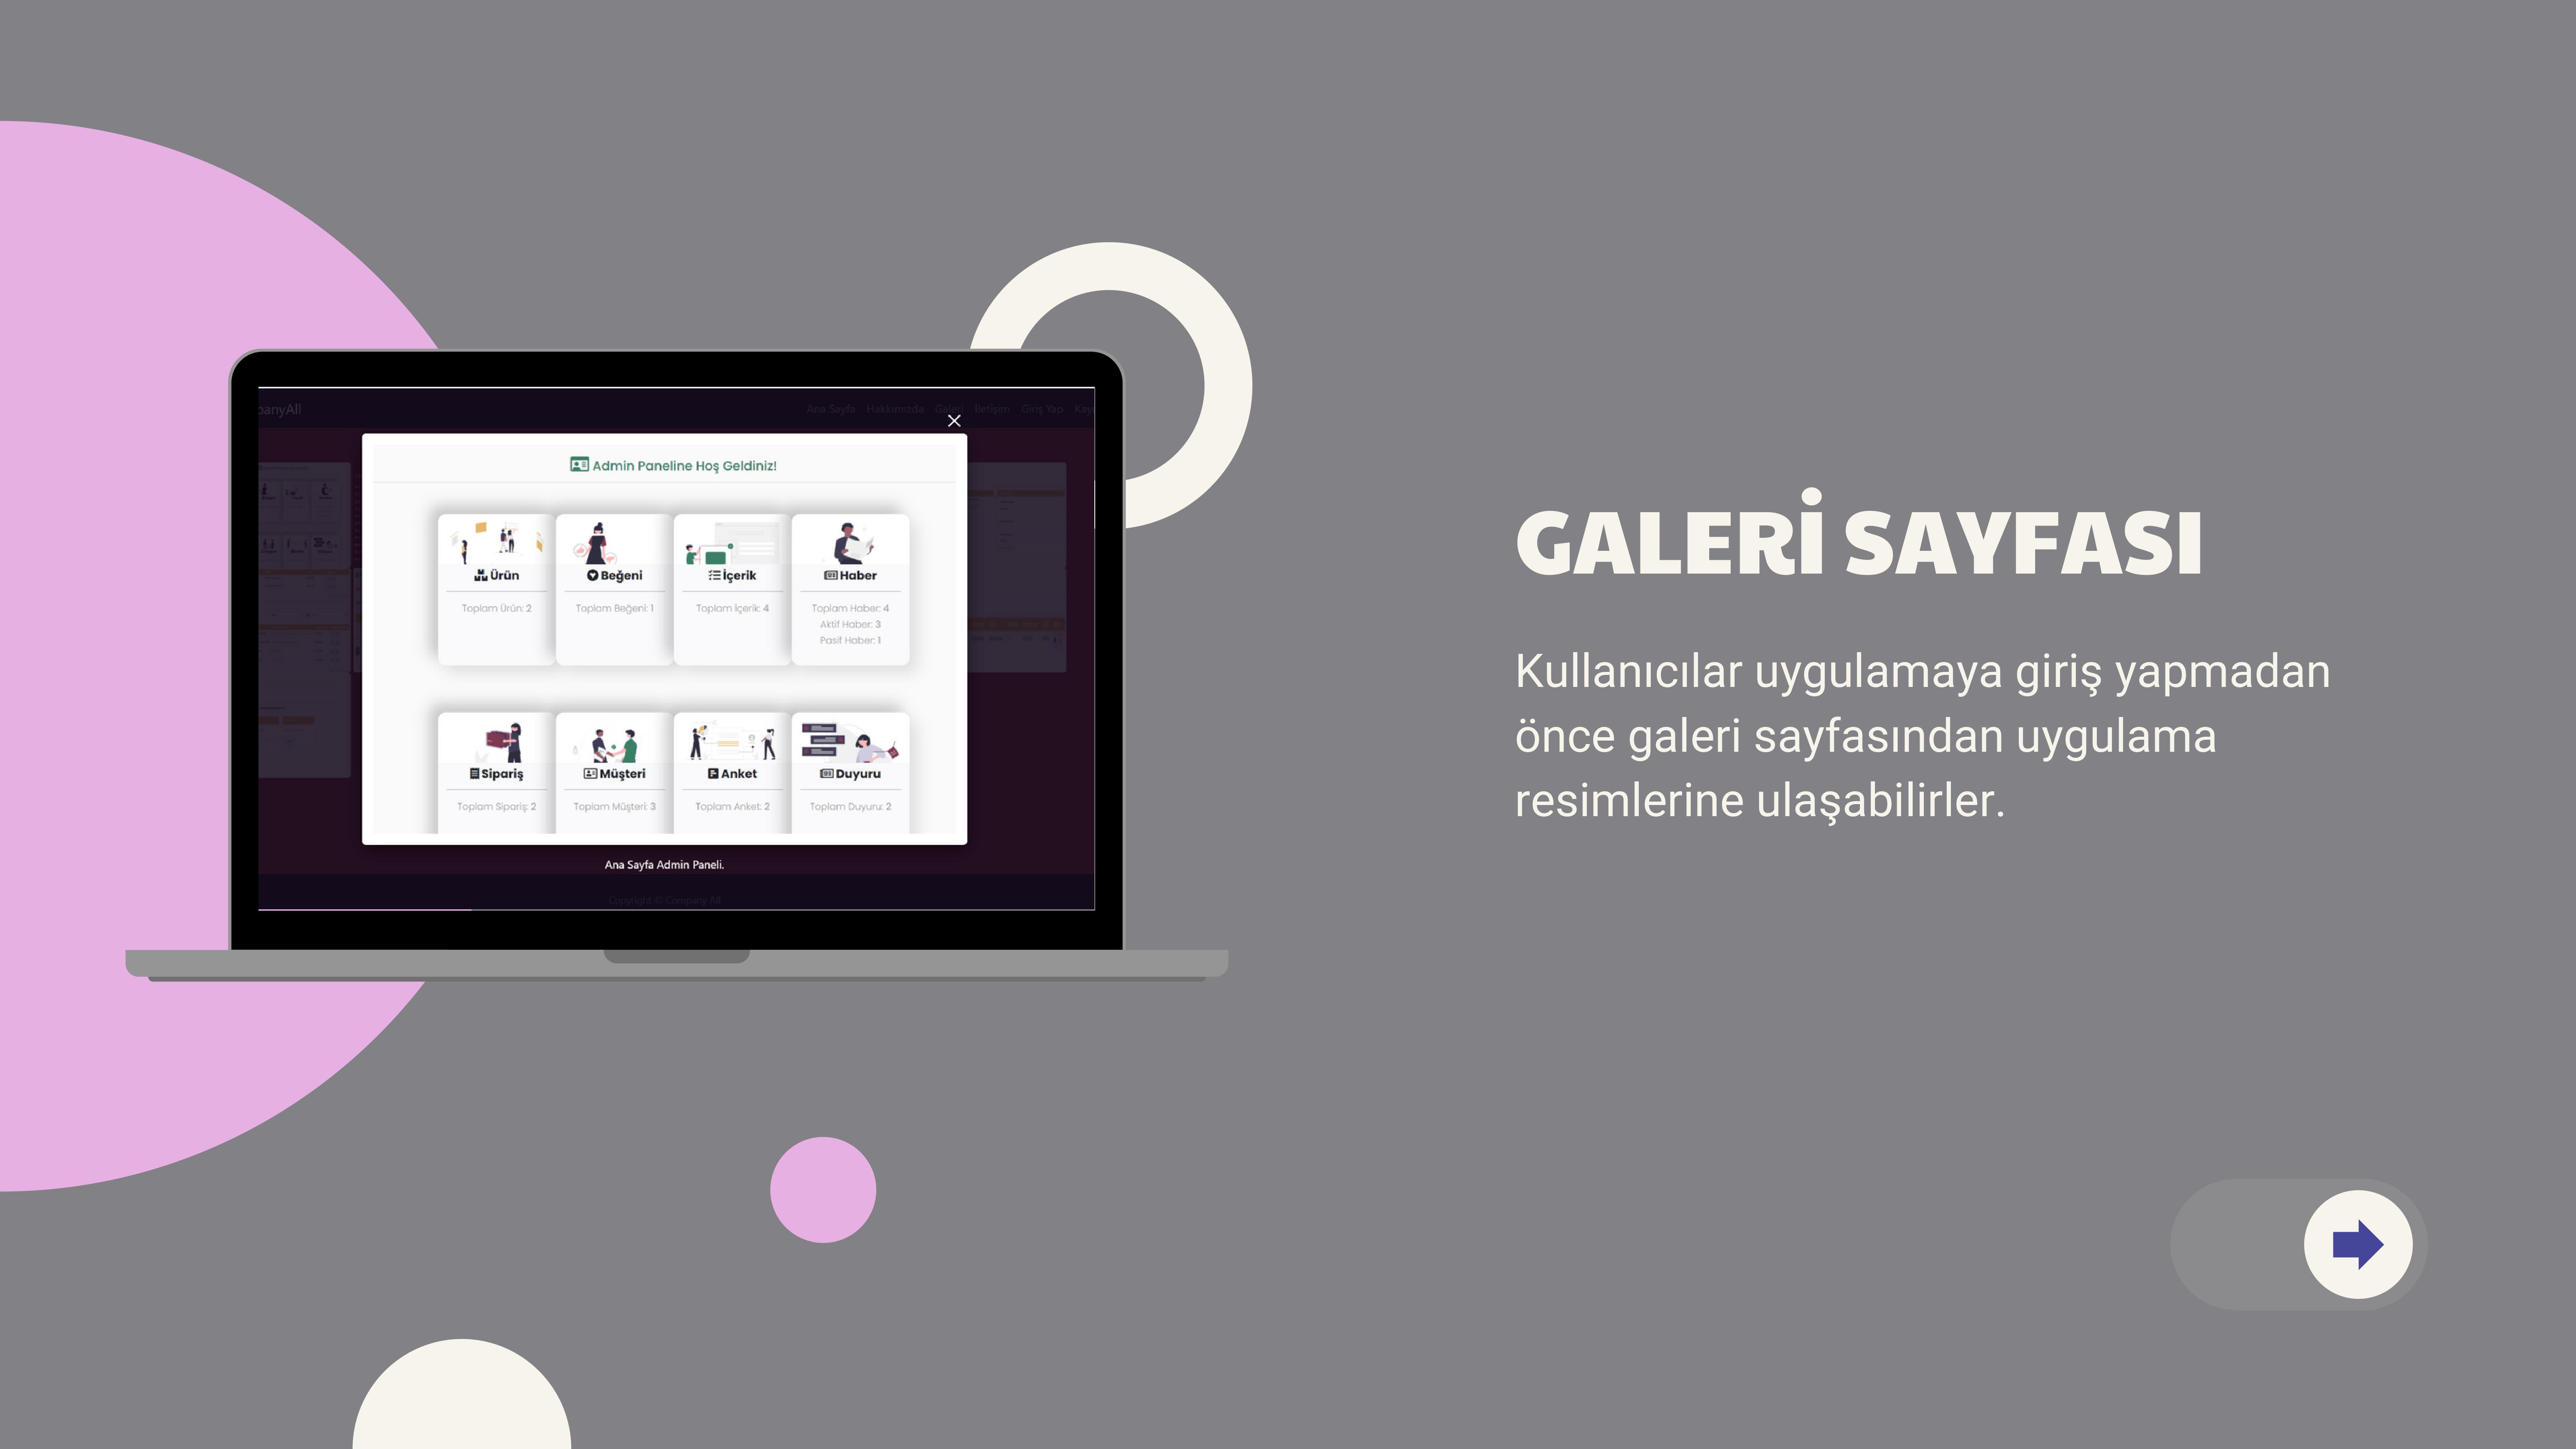 panyAll
Ana Sayfa Hakkımızda Galeri İletişim Giriş Yap
Admin Paneline Hoş Geldiniz!
Ürün Beğeni İçerik Haber
Toplam Ürün: 2 Toplam Beğeni: 1 Toplam İçerik: 4 Toplam Haber: 4
Aktif Haber: 3
Pasif Haber: 1
Sipariş Müşteri Anket Duyuru
Toplam Sipariş: 2 Toplam Müşteri: 3 Toplam Anket: 2 Toplam Duyuru: 2
Ana Sayfa Admin Paneli.
Copyright © Company All
GALERİ SAYFASI
Kullanıcılar uygulamaya giriş yapmadan
önce galeri sayfasından uygulama
resimlerine ulaşabilirler.